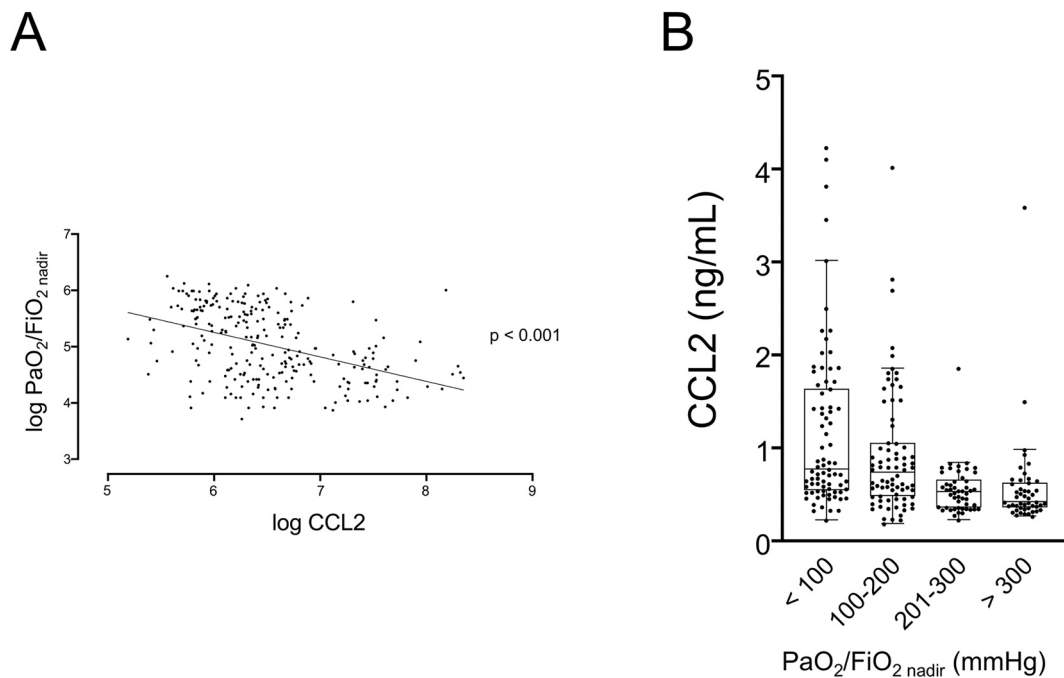 A
B
7
6
5
4
3
log PaO2/FiO2 nadir
p < 0.001
5 6 7 8 9
log CCL2
5
4
3
2
1
0
CCL2 (ng/mL)
< 100 100-200 201-300 > 300
PaO2/FiO2 nadir (mmHg)